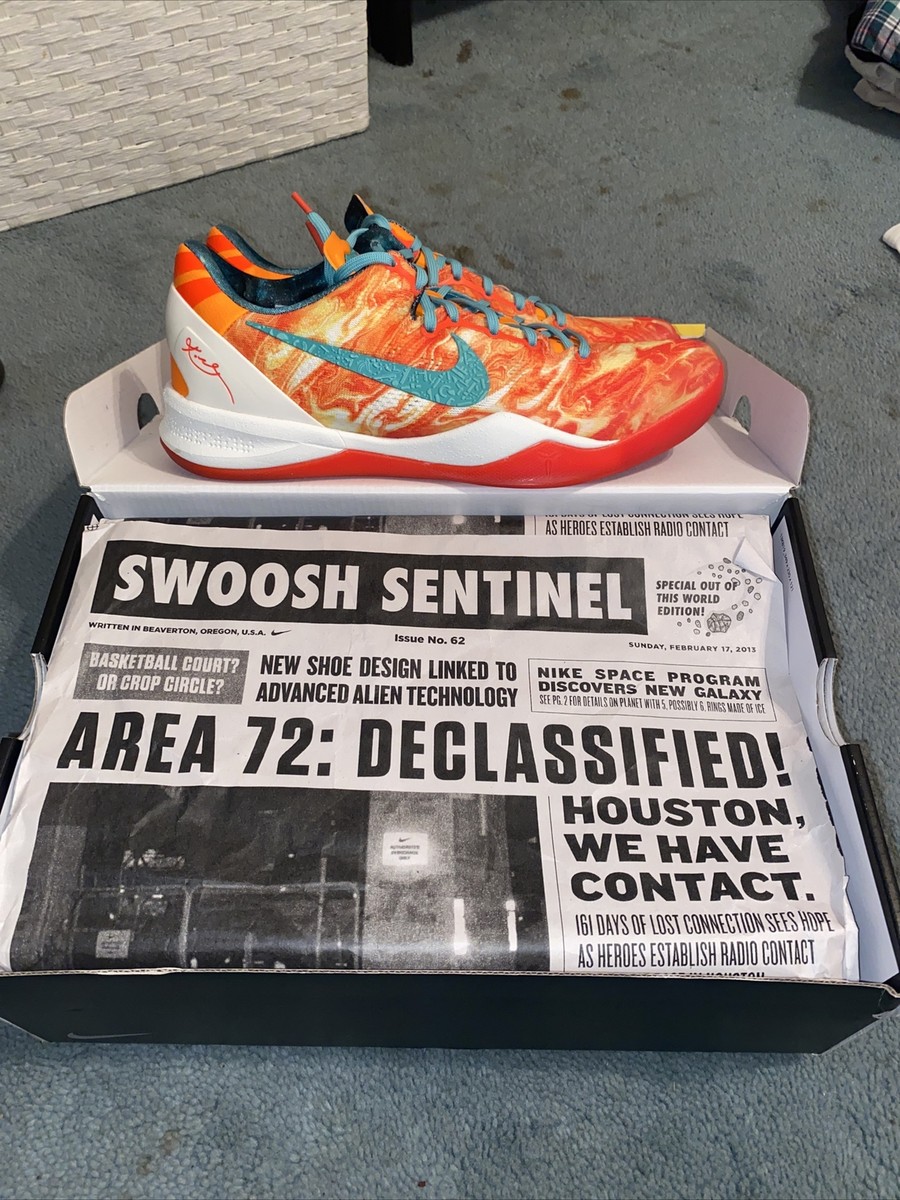 AS HEROES ESTABLISH RADIO CONTACT
SWOOSH SENTINEL
SPECIAL OUT OF
THIS WORLD
EDITION!
WRITTEN IN BEAVERTON, OREGON, U.S.A.
Issue No. 62
SUNDAY, FEBRUARY 17, 2013
BASKETBALL COURT?
OR CROP CIRCLE?
NEW SHOE DESIGN LINKED TO
ADVANCED ALIEN TECHNOLOGY
NIKE SPACE PROGRAM
DISCOVERS NEW GALAXY
SEE PG. 2 FOR DETAILS ON PLANET WITH 5, POSSIBLY 6, RINGS MADE OF ICE
AREA 72: DECLASSIFIED!
HOUSTON,
WE HAVE
CONTACT.
AUTHORIZED
PERSONNEL
ONLY
161 DAYS OF LOST CONNECTION SEES HOPE
AS HEROES ESTABLISH RADIO CONTACT